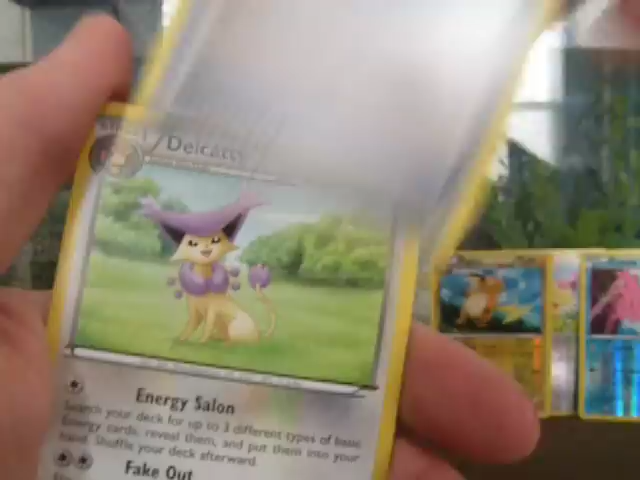 Delcatty
Energy Salon
Search your deck for up to 3 different types of basic
Energy cards, reveal them, and put them into your
hand. Shuffle your deck afterward.
Fake Out